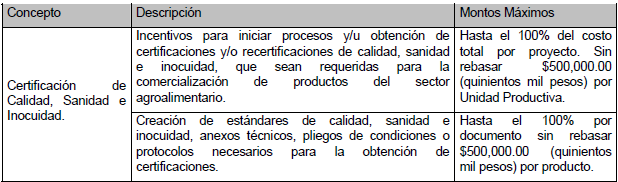 Concepto
Descripción
Montos Máximos
Certificación de
Calidad, Sanidad e
Inocuidad.
Incentivos para iniciar procesos y/u obtención de
certificaciones y/o recertificaciones de calidad, sanidad
e inocuidad, que sean requeridas para la
comercialización de productos del sector
agroalimentario.
Hasta el 100% del costo
total por proyecto. Sin
rebasar $500,000.00
(quinientos mil pesos) por
Unidad Productiva.
Creación de estándares de calidad, sanidad e
inocuidad, anexos técnicos, pliegos de condiciones o
protocolos necesarios para la obtención de
certificaciones.
Hasta el 100% por
documento sin rebasar
$500,000.00 (quinientos
mil pesos) por producto.